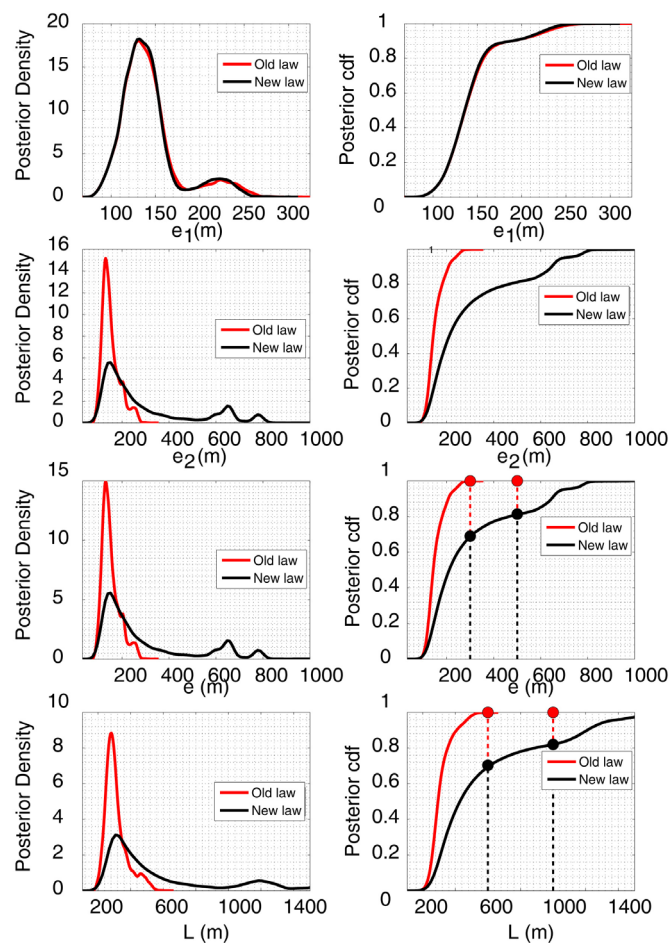 20
15
10
5
0
Posterior Density
Old law
New law
100 150 200 250 300
e1(m)
1
0.8
0.6
0.4
0.2
0
Posterior cdf
Old law
New law
100 150 200 250 300
e1(m)
16
14
12
10
8
6
4
2
0
Posterior Density
Old law
New law
200 400 600 800 1000
e2(m)
1
0.8
0.6
0.4
0.2
0
Posterior cdf
1
Old law
New law
200 400 600 800 1000
e2(m)
15
10
5
0
Posterior Density
Old law
New law
200 400 600 800 1000
e (m)
1
0.8
0.6
0.4
0.2
0
Posterior cdf
Old law
New law
200 400 600 800 1000
e (m)
10
8
6
4
2
0
Posterior Density
Old law
New law
200 600 1000 1400
L (m)
1
0.8
0.6
0.4
0.2
0
Posterior cdf
Old law
New law
200 600 1000 1400
L (m)